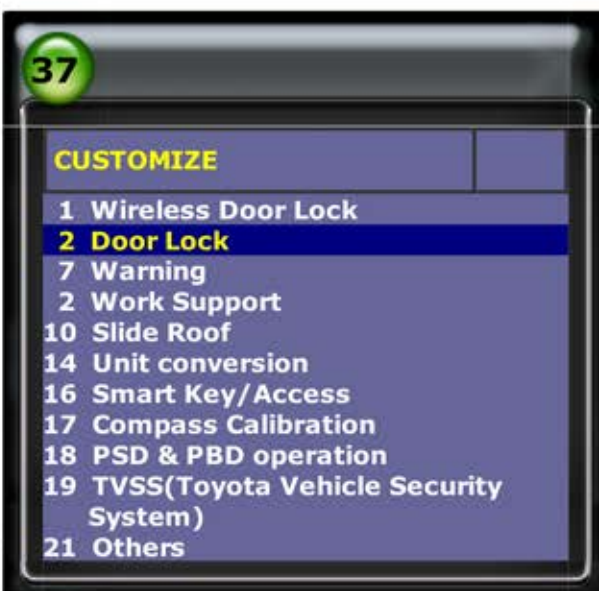 37
CUSTOMIZE
1 Wireless Door Lock
2 Door Lock
7 Warning
2 Work Support
10 Slide Roof
14 Unit conversion
16 Smart Key/Access
17 Compass Calibration
18 PSD & PBD operation
19 TVSS(Toyota Vehicle Security
System)
21 Others